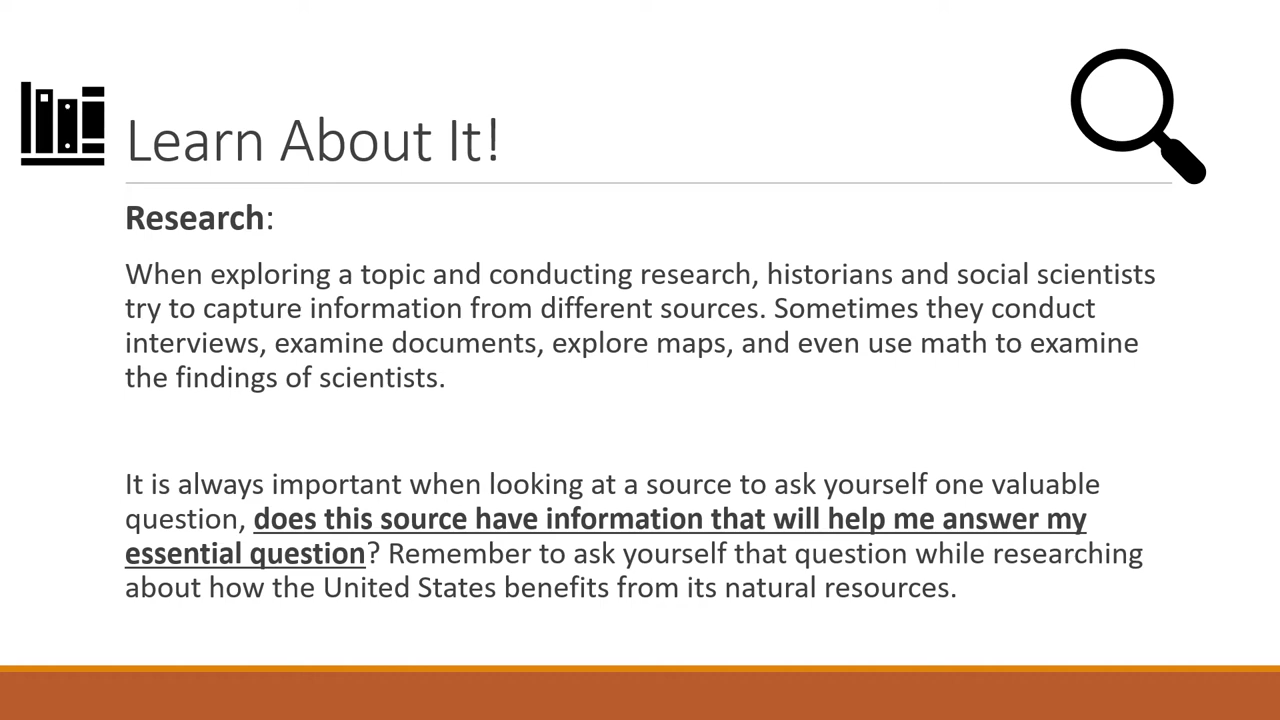 Learn About It!
Research:
When exploring a topic and conducting research, historians and social scientists
try to capture information from different sources. Sometimes they conduct
interviews, examine documents, explore maps, and even use math to examine
the findings of scientists.
It is always important when looking at a source to ask yourself one valuable
question, does this source have information that will help me answer my
essential question? Remember to ask yourself that question while researching
about how the United States benefits from its natural resources.